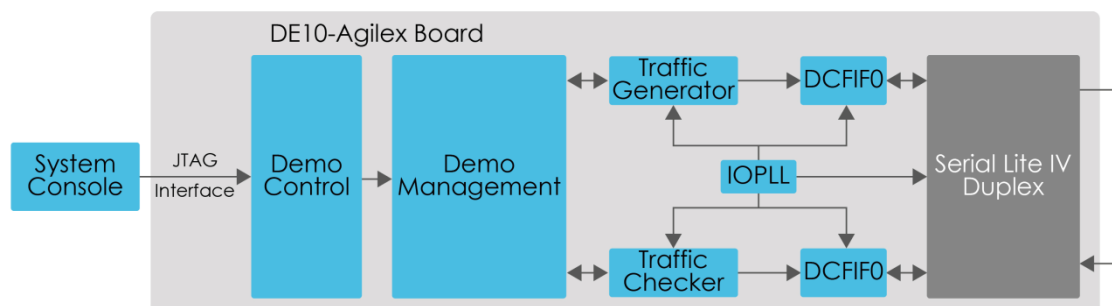 DE10-Agilex Board
System
Console
JTAG
Interface
Demo
Control
Demo
Management
Traffic
Generator
DCFIF0
IOPLL
Serial Lite IV
Duplex
Traffic
Checker
DCFIF0